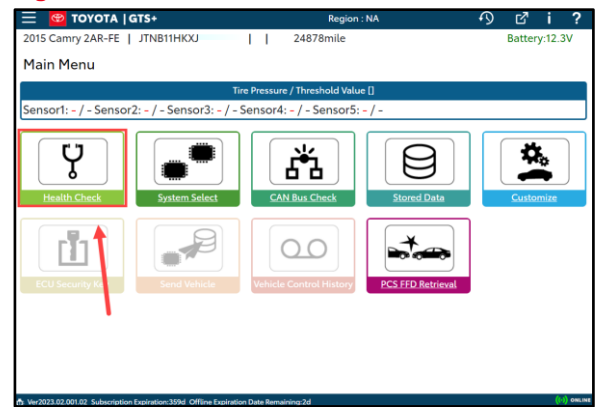 TOYOTA | GTS+ Region : NA i ?
2015 Camry 2AR-FE | JTNB11HKXJ | | 24878mile Battery:12.3V
Main Menu
Tire Pressure / Threshold Value []
Sensor1: - / - Sensor2: - / - Sensor3: - / - Sensor4: - / - Sensor5: - / -
Health Check System Select CAN Bus Check Stored Data Customize
ECU Security Send Vehicle Vehicle Control History PCS FFD Retrieval
Ver2023.02.001.02 Subscription Expiration:359d Offline Expiration Date Remaining:2d ONLINE